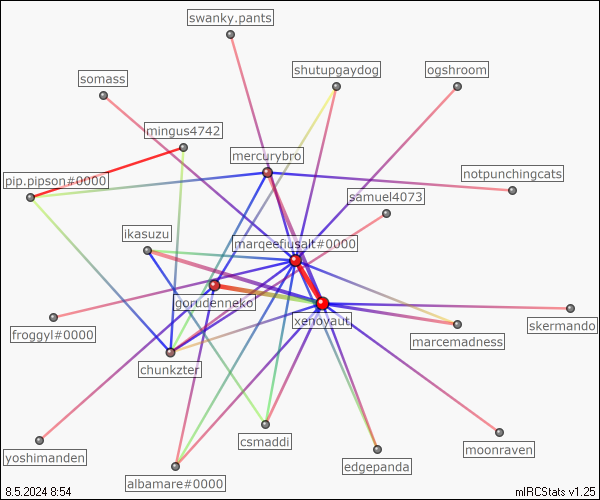 swanky.pants
shutupgaydog
ogshroom
somass
mingus4742
mercurybro
notpunchingcats
pip.pipson#0000
samuel4073
ikasuzu
marqeefiusalt#0000
gorudenneko
xenoyaut
skermando
froggyl#0000
marcemadness
chunkzter
csmaddi
yoshimanden
moonraven
edgepanda
albamare#0000
8.5.2024 8:54
mIRCStats v1.25